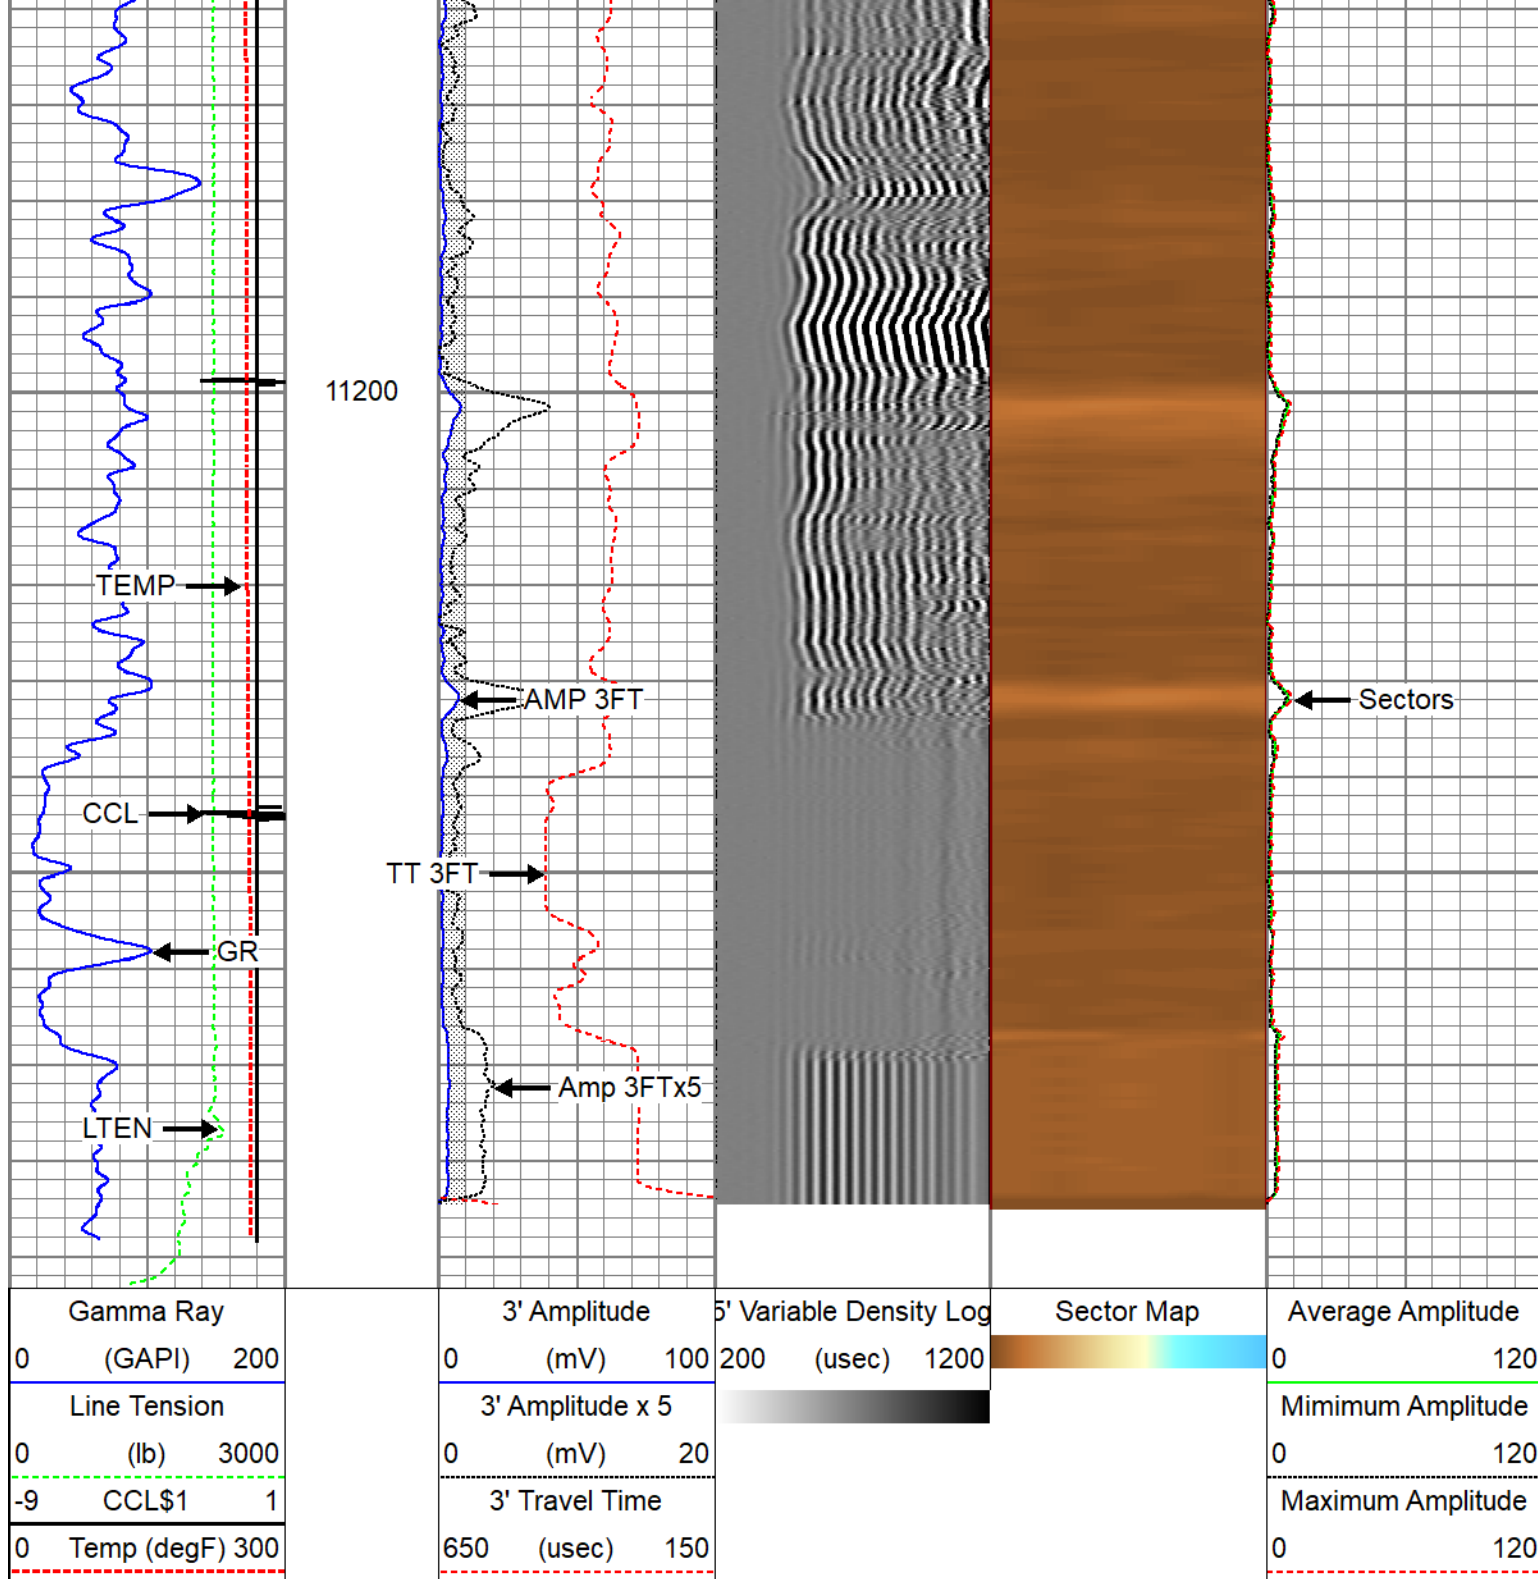 11200
TEMP
AMP 3FT
Sectors
CCL
TT 3FT
GR
Amp 3FTx5
LTEN
Gamma Ray
0 (GAPI) 200
Line Tension
0 (lb) 3000
-9 CCL$1 1
0 Temp (degF) 300
3' Amplitude
0 (mV) 100
3' Amplitude x 5
0 (mV) 20
3' Travel Time
650 (usec) 150
5' Variable Density Log
200 (usec) 1200
Sector Map
Average Amplitude
0 120
Mimimum Amplitude
0 120
Maximum Amplitude
0 120